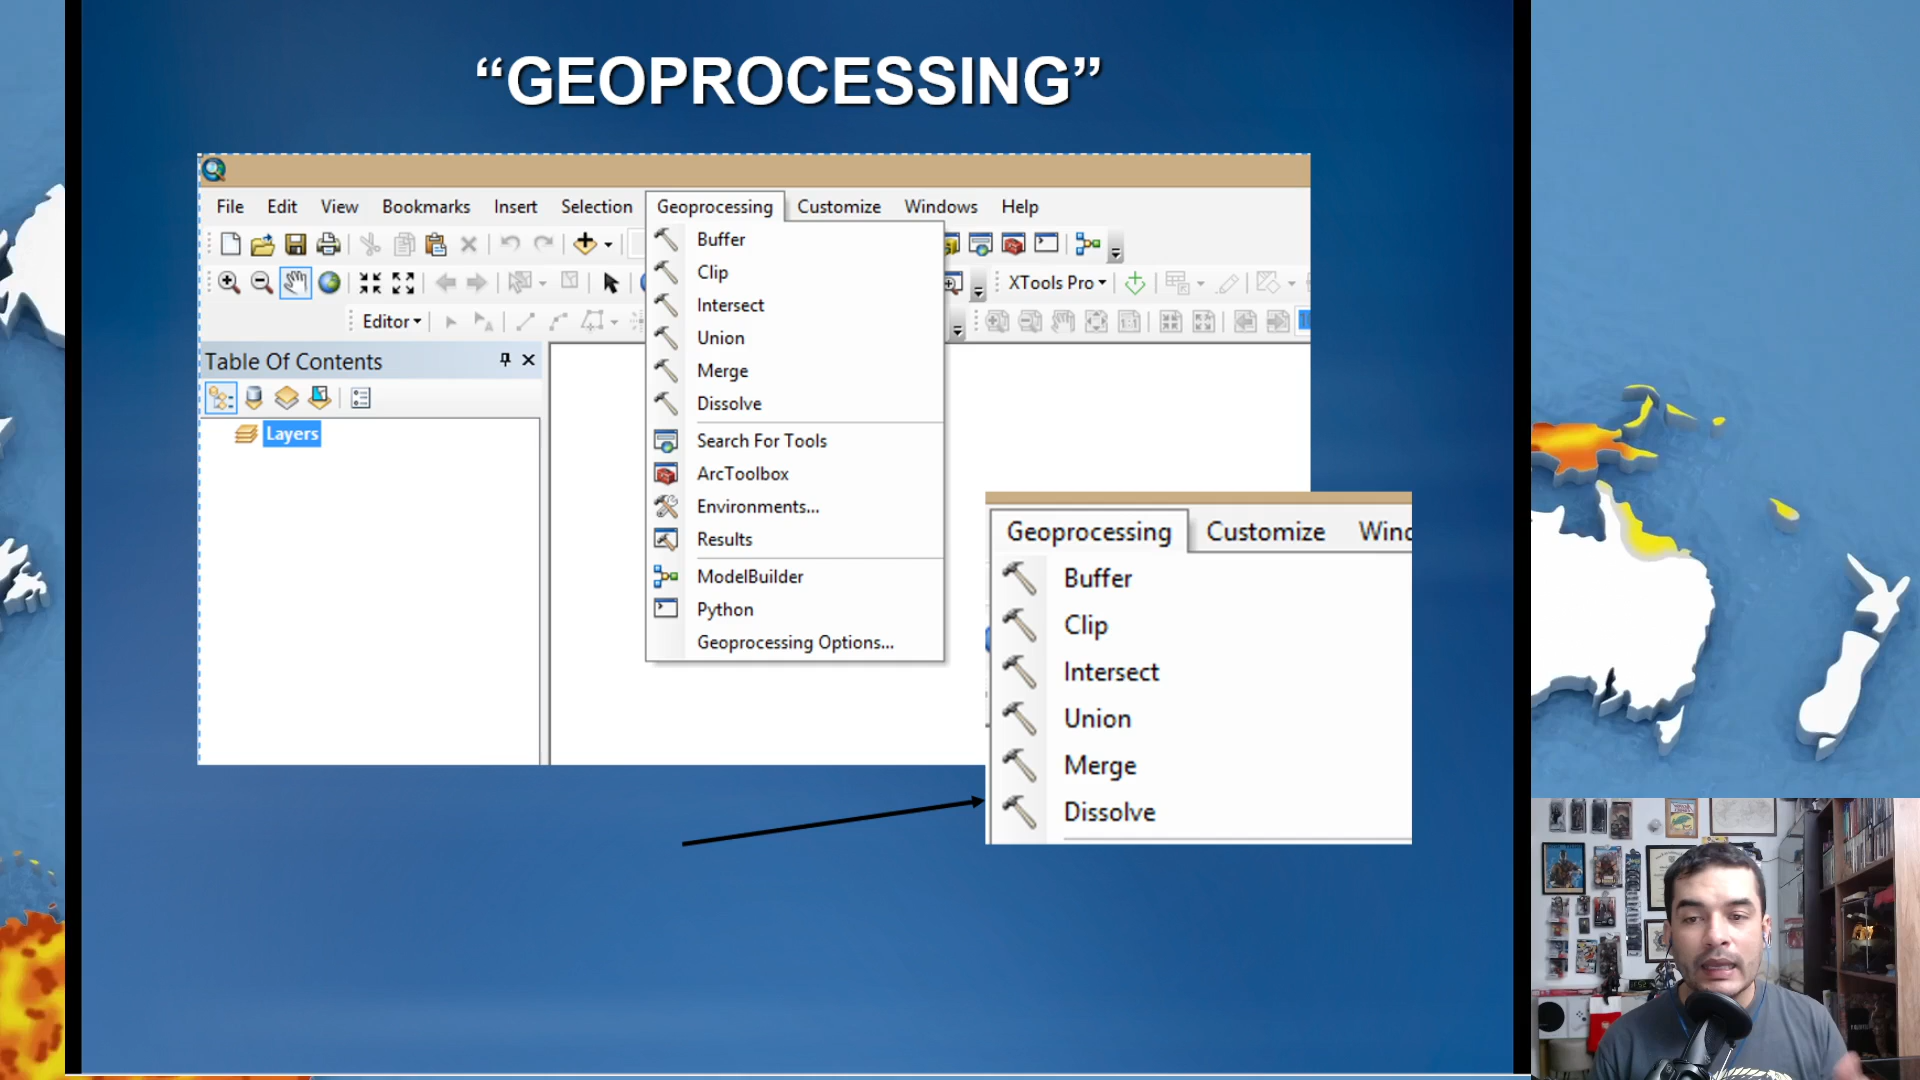 “GEOPROCESSING”
File Edit View Bookmarks Insert Selection Geoprocessing Customize Windows Help
Buffer
Clip
XTools Pro
Intersect
Editor
Union
Table Of Contents
Merge
Dissolve
Layers
Search For Tools
ArcToolbox
Environments...
Results
ModelBuilder
Python
Geoprocessing Options...
Geoprocessing Customize Winc
Buffer
Clip
Intersect
Union
Merge
Dissolve